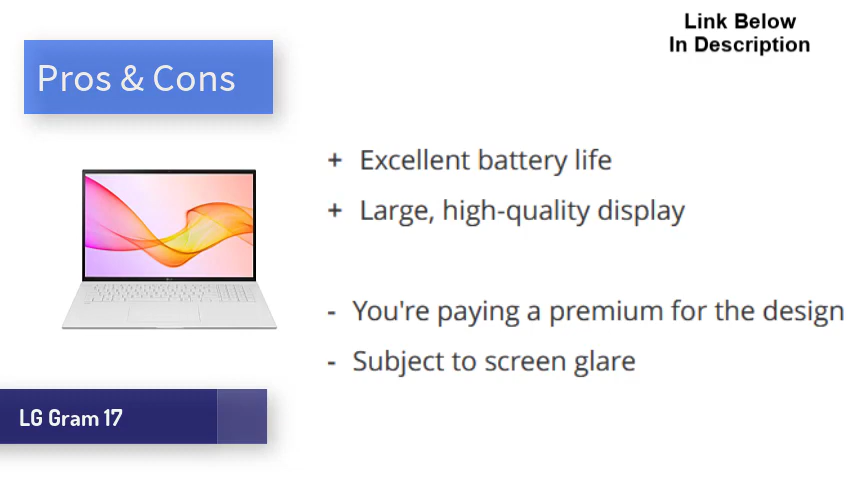 Link Below
In Description
Pros & Cons
+ Excellent battery life
+ Large, high-quality display
- You're paying a premium for the design
- Subject to screen glare
LG Gram 17